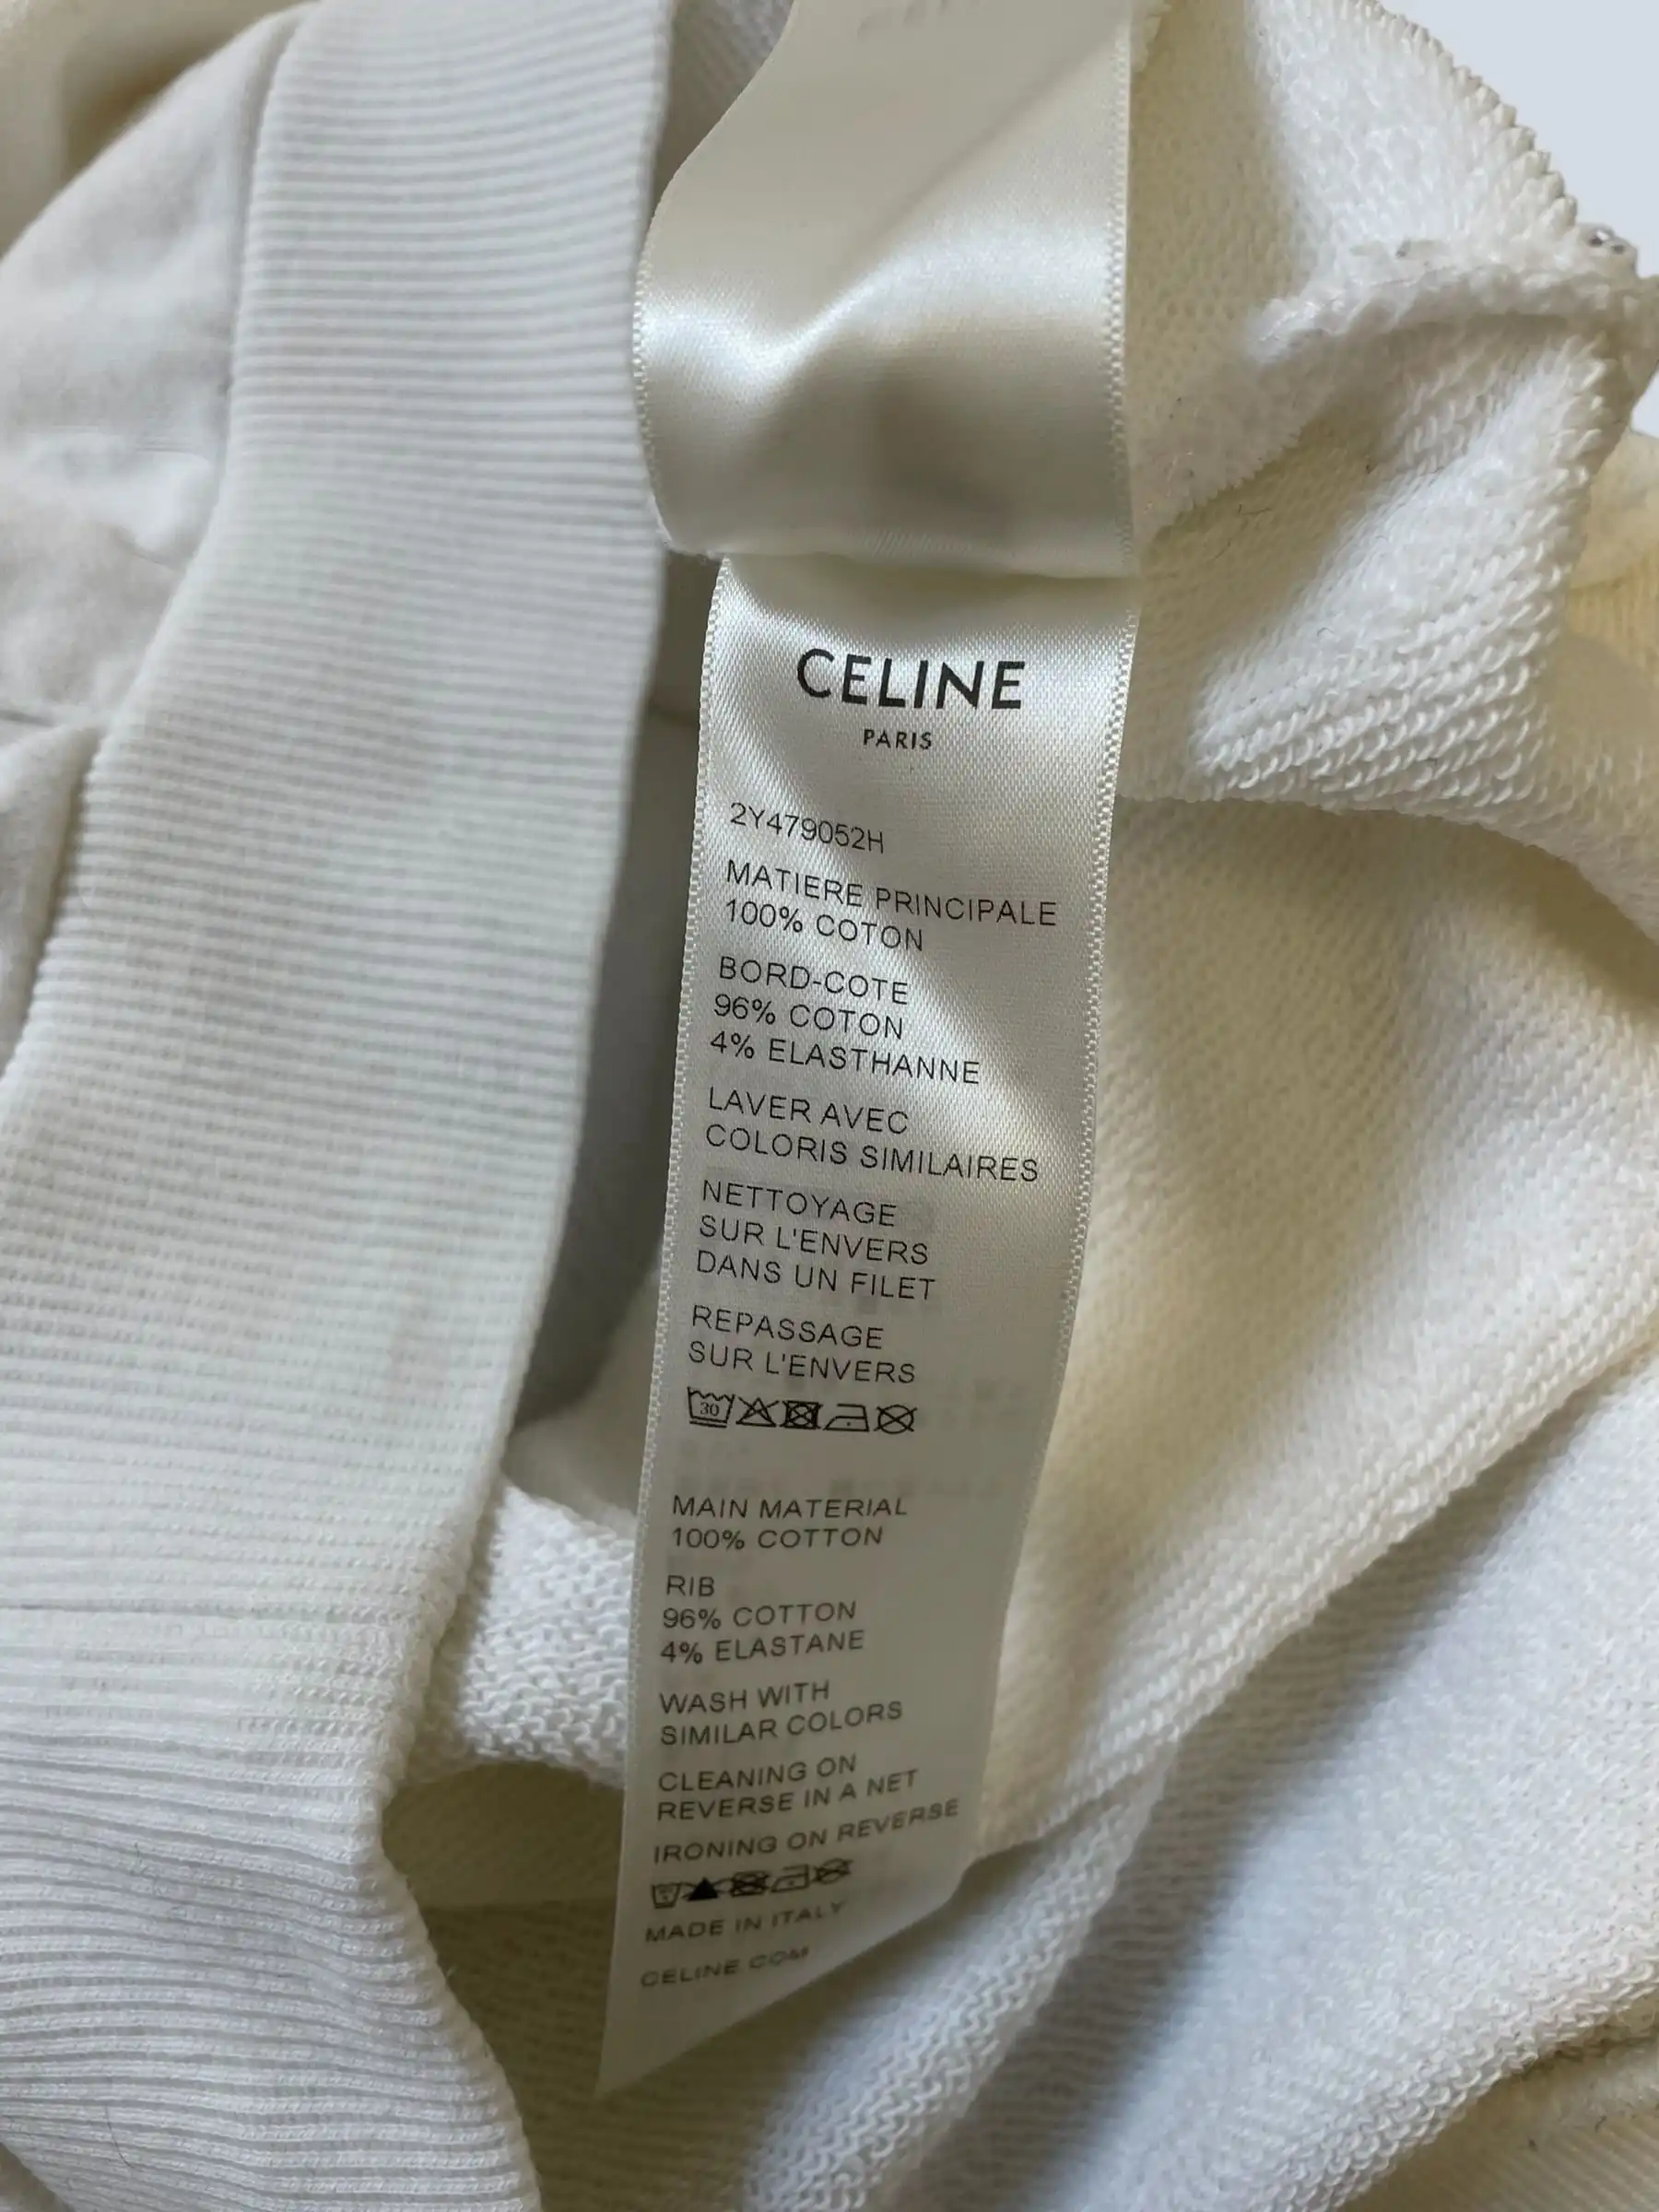 CELINE
PARIS
2Y479052H
MATIERE PRINCIPALE
100% COTON
BORD-COTE
96% COTON
4% ELASTHANNE
LAVER AVEC
COLORIS SIMILAIRES
NETTOYAGE
SUR L'ENVERS
DANS UN FILET
REPASSAGE
SUR L'ENVERS
30
MAIN MATERIAL
100% COTTON
RIB
96% COTTON
4% ELASTANE
WASH WITH
SIMILAR COLORS
CLEANING ON
REVERSE IN A NET
IRONING ON REVERSE
MADE IN ITALY
CELINE.COM